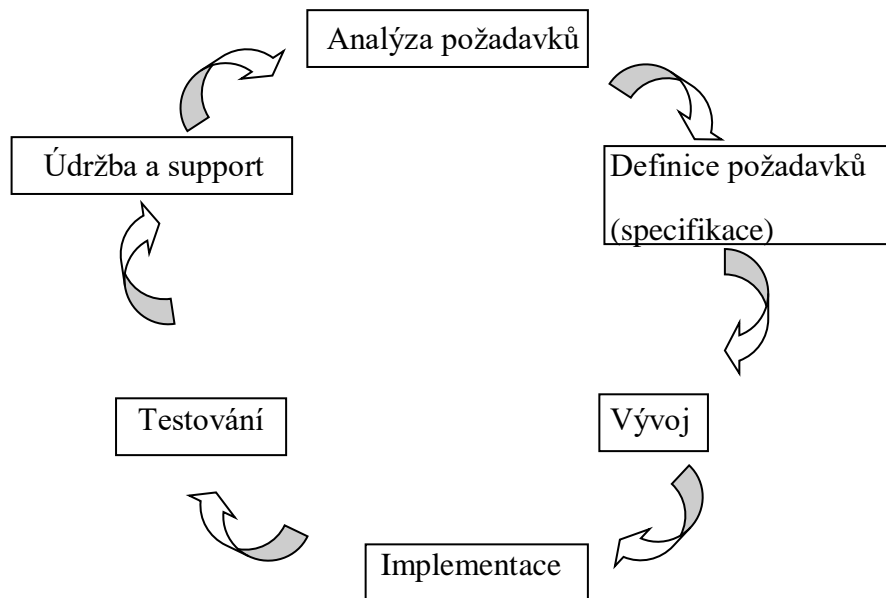 Analýza požadavků
Údržba a support
Definice požadavků
(specifikace)
Testování
Vývoj
Implementace